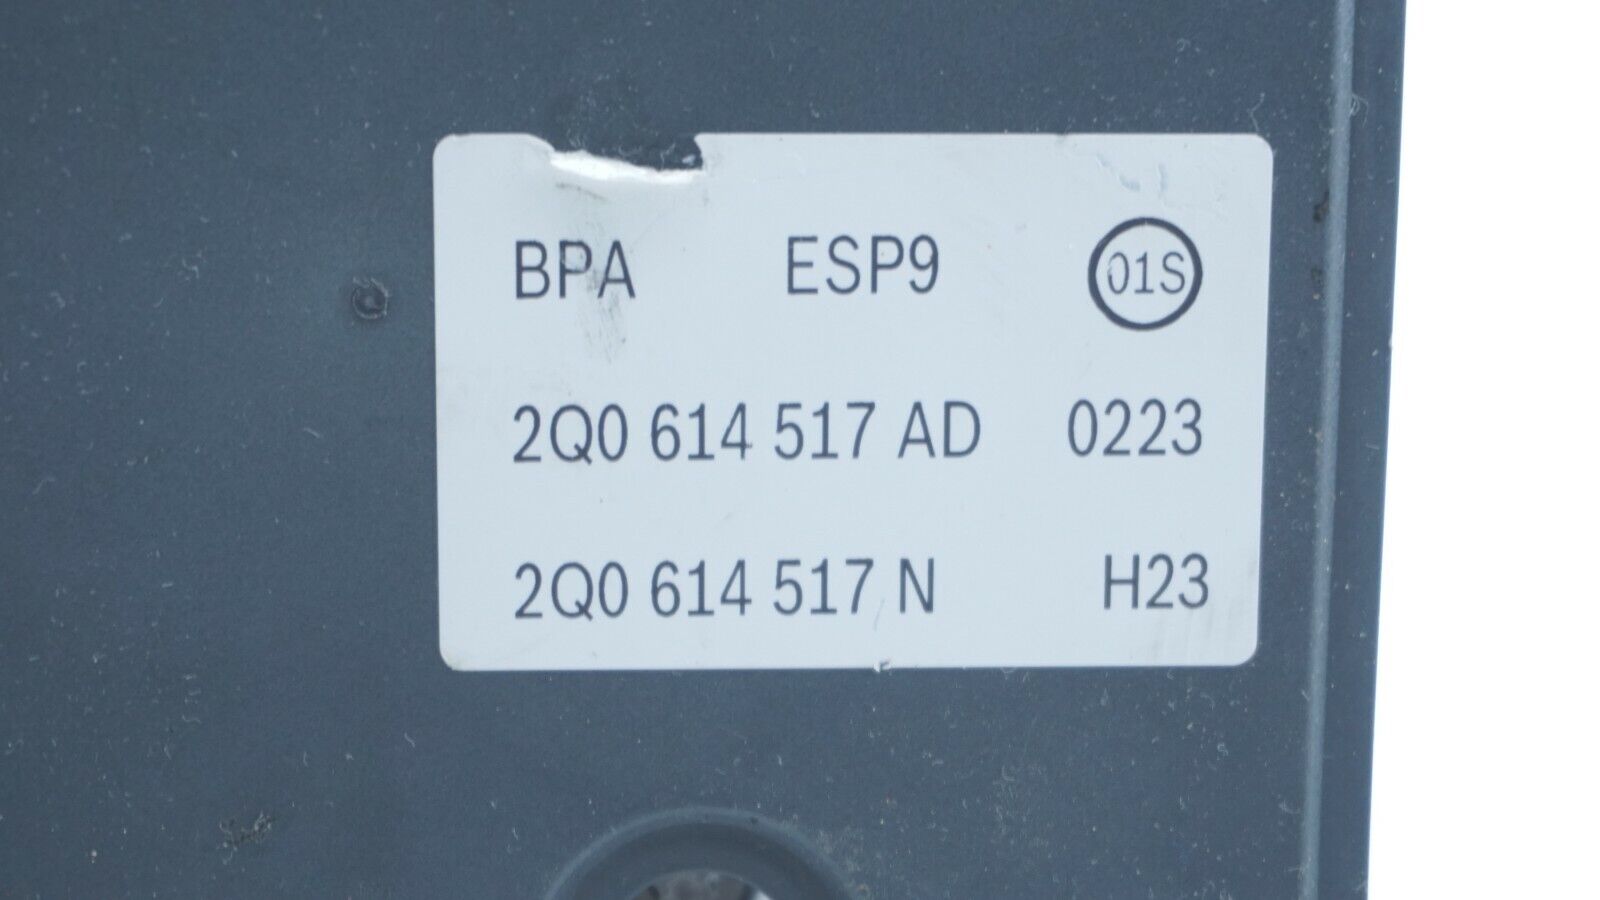 BPA ESP9 01S
2Q0 614 517 AD 0223
2Q0 614 517 N H23